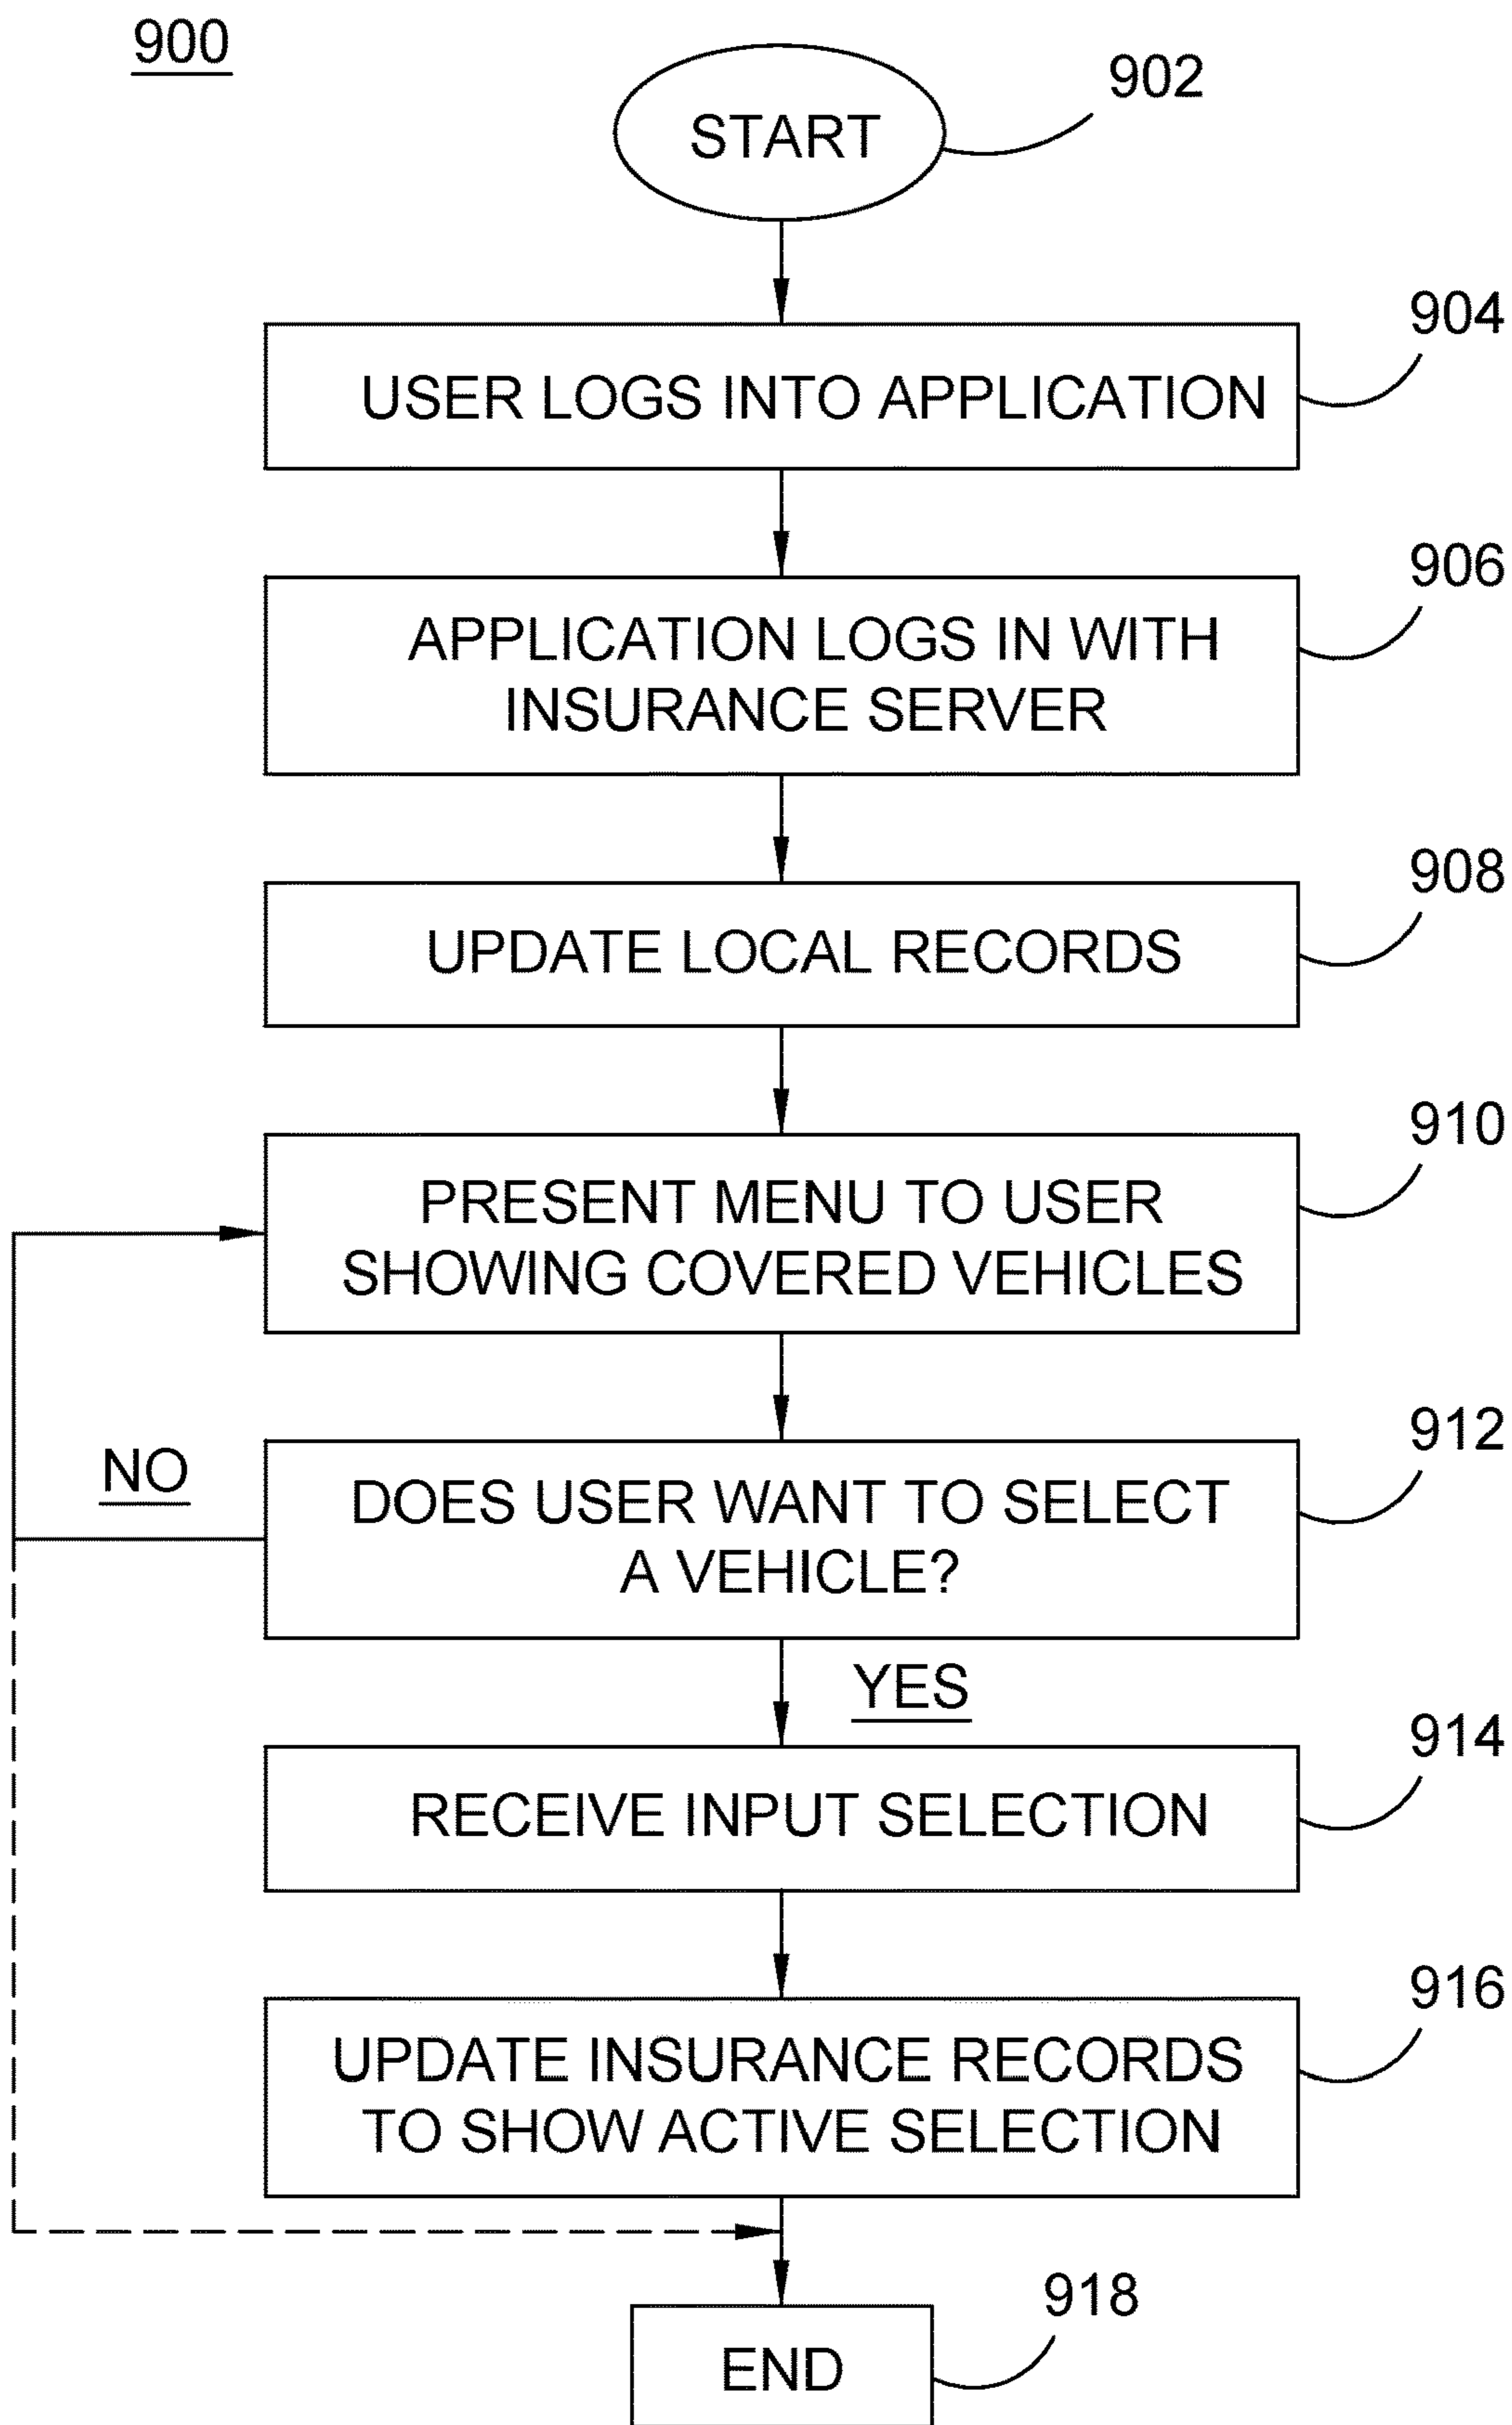 900
START
902
USER LOGS INTO APPLICATION
904
APPLICATION LOGS IN WITH
INSURANCE SERVER
906
UPDATE LOCAL RECORDS
908
PRESENT MENU TO USER
SHOWING COVERED VEHICLES
910
NO
DOES USER WANT TO SELECT
A VEHICLE?
912
YES
RECEIVE INPUT SELECTION
914
UPDATE INSURANCE RECORDS
TO SHOW ACTIVE SELECTION
916
END
918